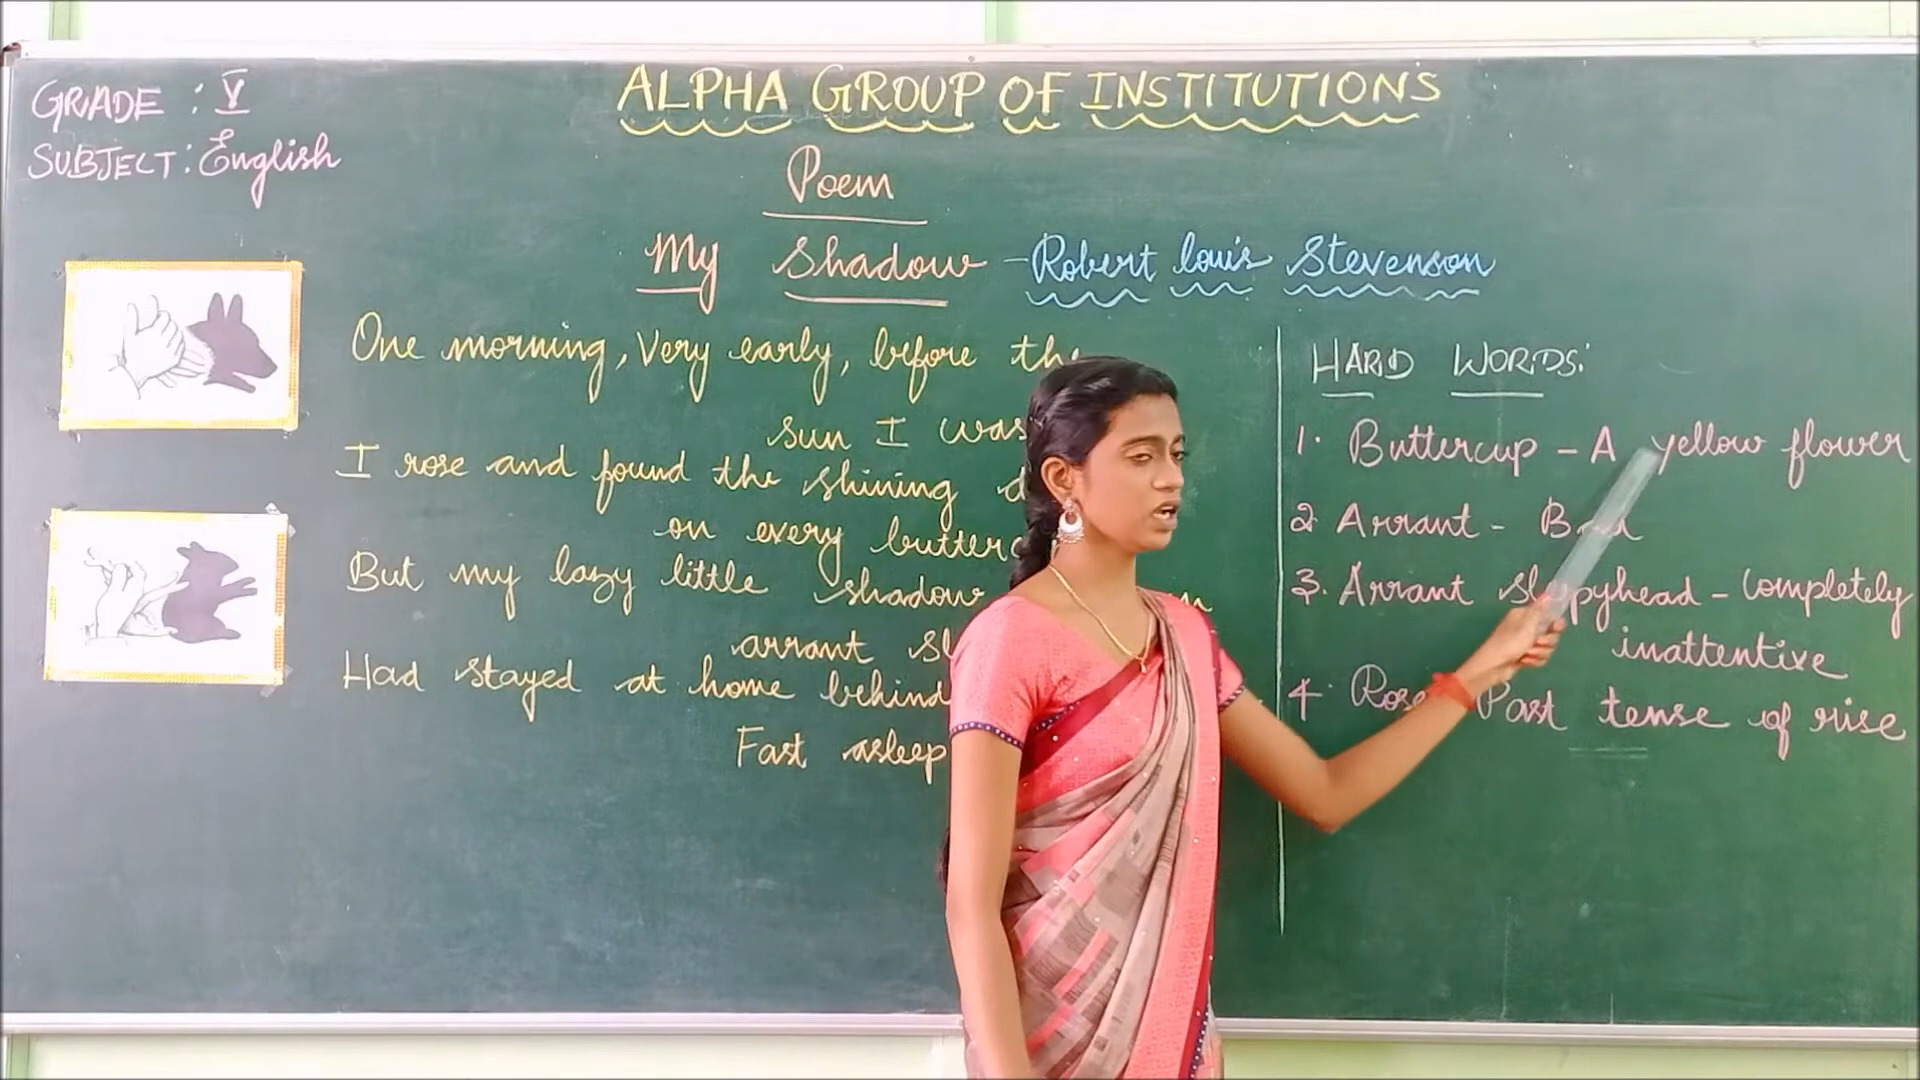 GRADE : V
SUBJECT : English
ALPHA GROUP OF INSTITUTIONS
Poem
My Shadow - Robert Louis Stevenson
One morning, Very early, before the
sun I was
I rose and found the shining
on every
But my lazy little shadow
arrant
Had stayed at home behind
Fast asleep
HARD WORDS:
1. Buttercup - A yellow flower
2. Arrant - Bad
3. Arrant sleepyhead - Completely
inattentive
4. Rose Past tense of rise